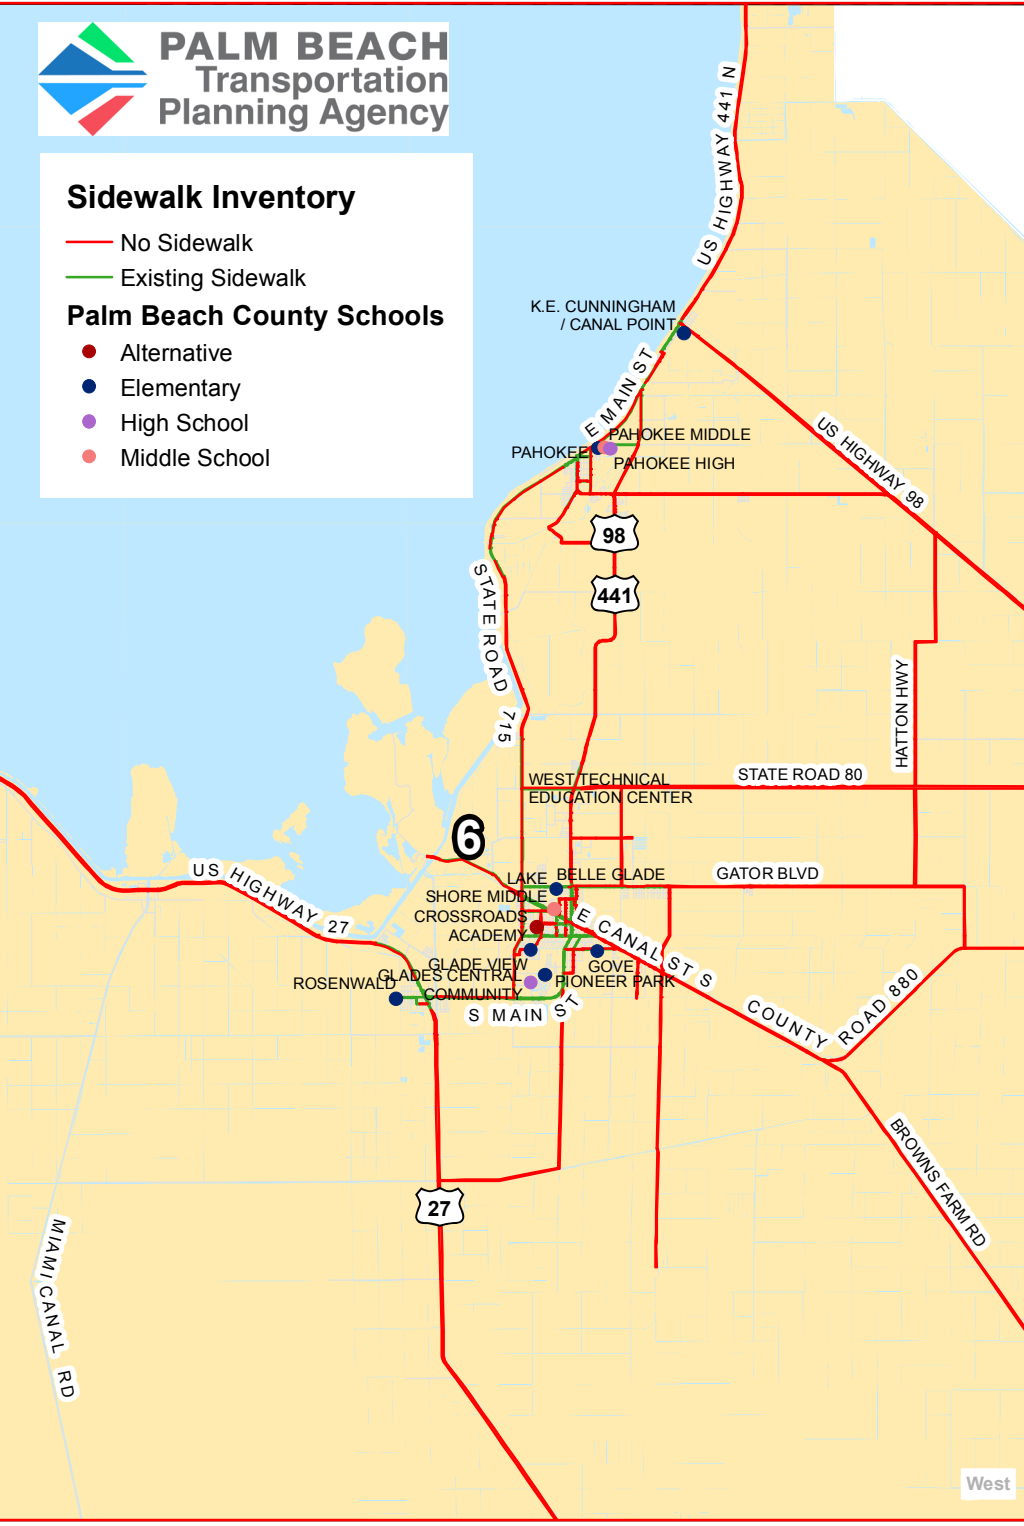 PALM BEACH
Transportation
Planning Agency
Sidewalk Inventory
No Sidewalk
Existing Sidewalk
Palm Beach County Schools
Alternative
Elementary
High School
Middle School
US HIGHWAY 441 N
K.E. CUNNINGHAM
/ CANAL POINT
E MAIN ST
PAHOKEE MIDDLE
PAHOKEE
PAHOKEE HIGH
US HIGHWAY 98
98
441
STATE ROAD 715
HATTON HWY
STATE ROAD 80
WEST TECHNICAL
EDUCATION CENTER
6
US HIGHWAY 27
LAKE
SHORE MIDDLE
BELLE GLADE
GATOR BLVD
CROSSROADS
ACADEMY
E CANAL ST S
GLADE VIEW
GOVE
ROSENWALD
GLADES CENTRAL
COMMUNITY
PIONEER PARK
S MAIN ST
COUNTY ROAD 880
BROWNS FARM RD
27
MIAMI CANAL RD
West